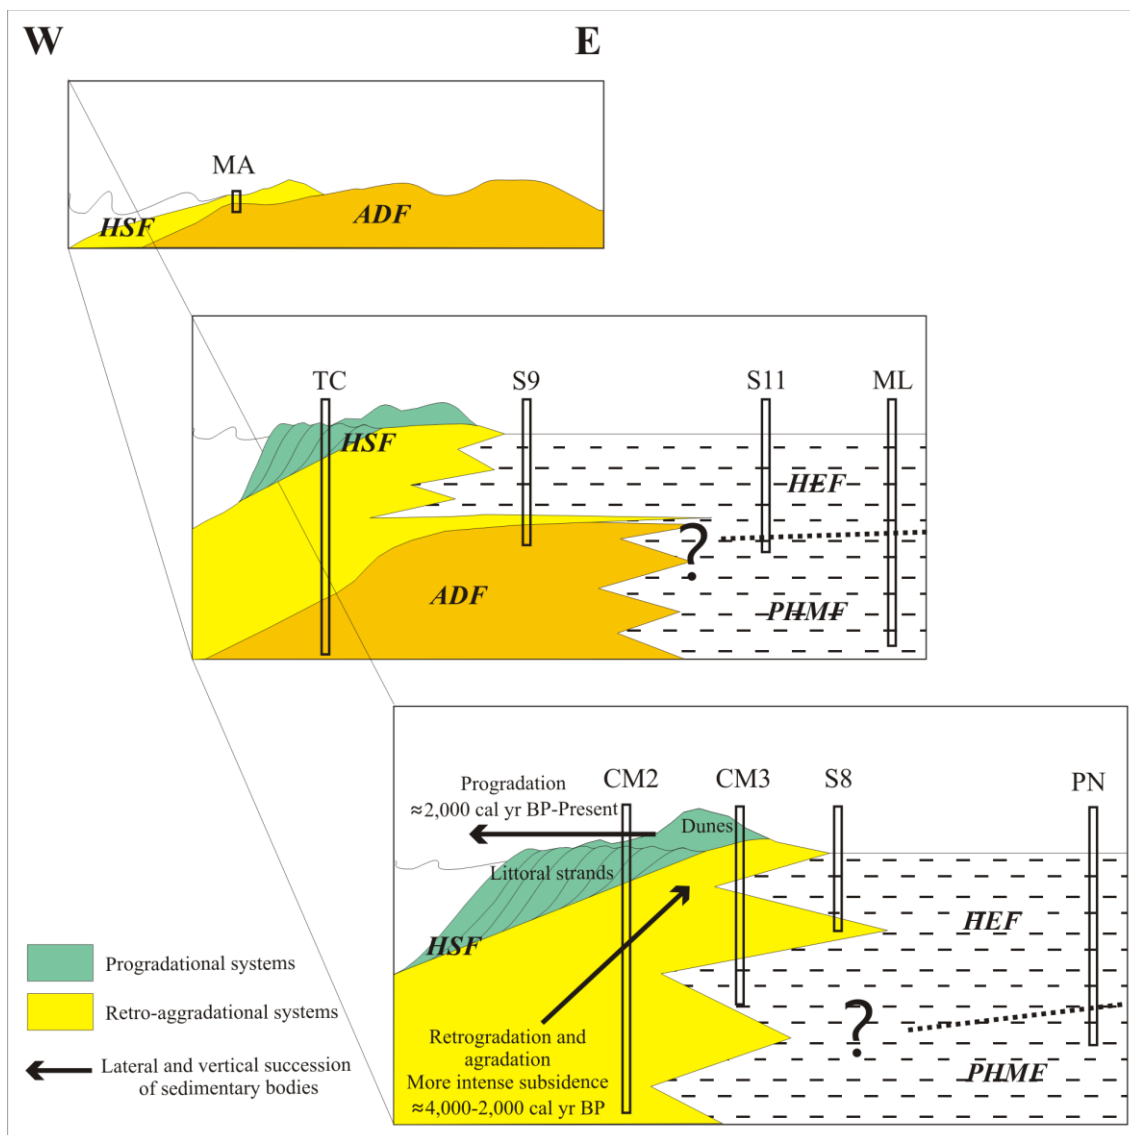 W
E
MA
HSF
ADF
TC
S9
S11
ML
HSF
HEF
?
ADF
PHMF
Progradation
≈2,000 cal yr BP-Present
CM2
CM3
S8
PN
Dunes
Littoral strands
HSF
HEF
Retrogradation and
agradation
More intense subsidence
≈4,000-2,000 cal yr BP
?
PHMF
Progradational systems
Retro-aggradational systems
Lateral and vertical succession
of sedimentary bodies